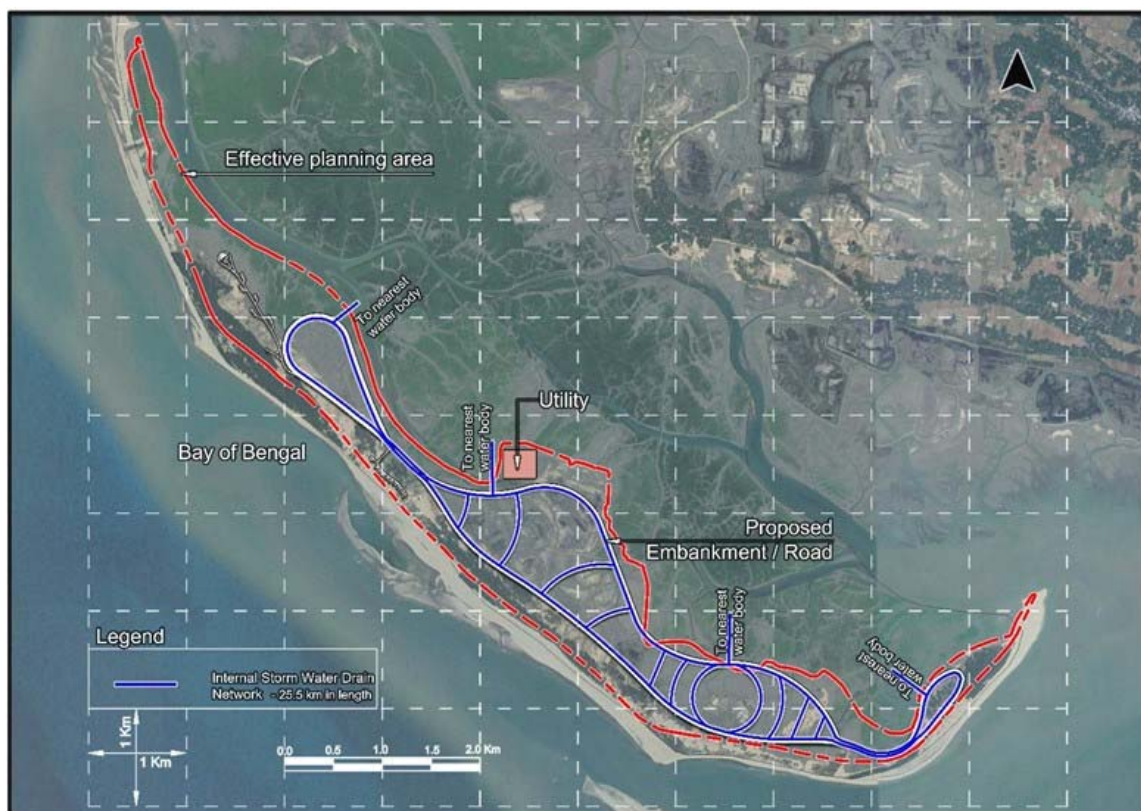 Effective planning area
To nearest
water body
Utility
To nearest
water body
Bay of Bengal
Proposed
Embankment / Road
To nearest
water body
To nearest
water body
Legend
Internal Storm Water Drain
Network - 25.5 km in length
1 Km
1 Km
0.0 0.5 1.0 1.5 2.0 Km